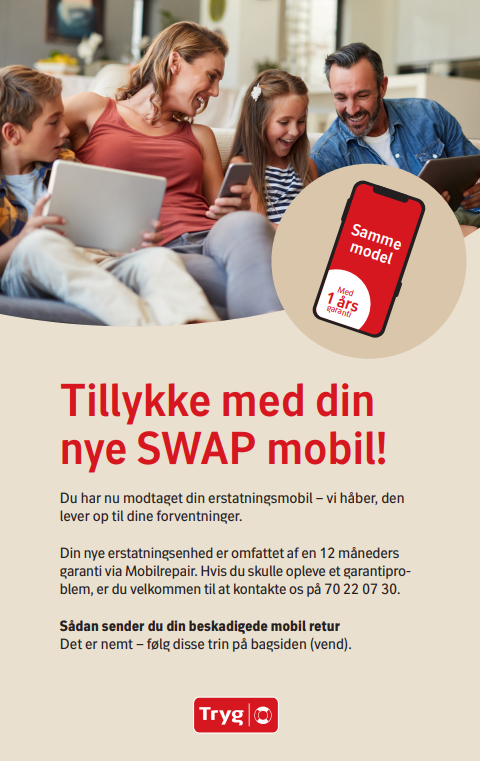 Samme
model
Med
1 års
garanti
Tillykke med din
nye SWAP mobil!
Du har nu modtaget din erstatningsmobil – vi håber, den
lever op til dine forventninger.
Din nye erstatningsenhed er omfattet af en 12 måneders
garanti via Mobilrepair. Hvis du skulle opleve et garantipro-
blem, er du velkommen til at kontakte os på 70 22 07 30.
Sådan sender du din beskadigede mobil retur
Det er nemt – følg disse trin på bagsiden (vend).
Tryg